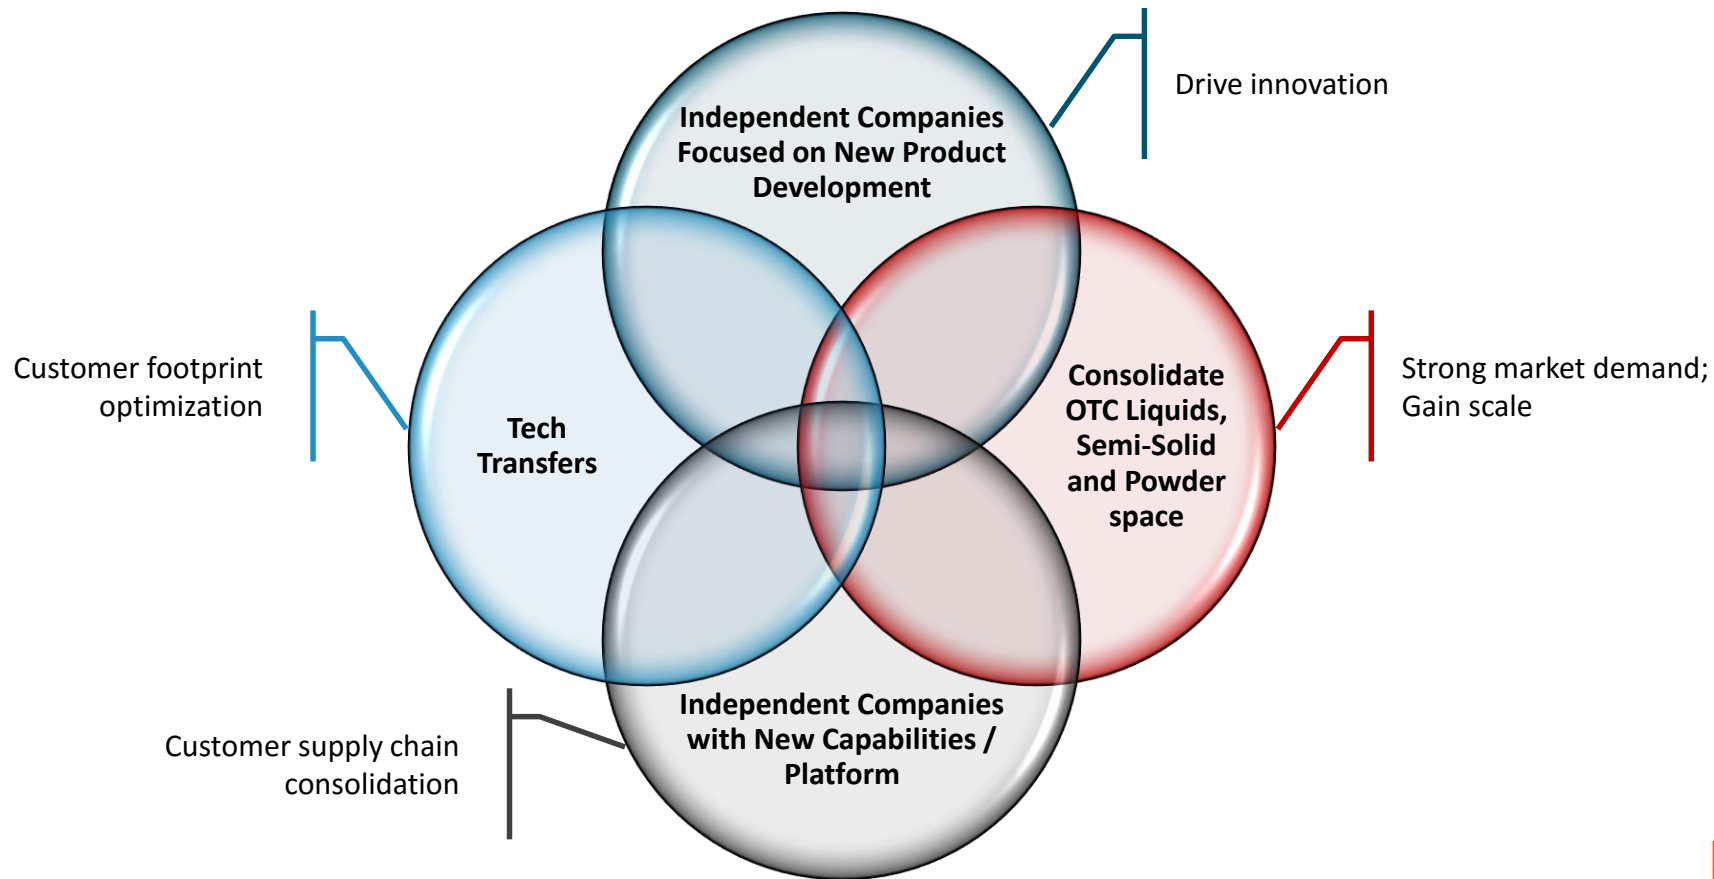 Drive innovation
Independent Companies
Focused on New Product
Development
Customer footprint
optimization
Tech
Transfers
Consolidate
OTC Liquids,
Semi-Solid
and Powder
space
Strong market demand;
Gain scale
Independent Companies
with New Capabilities /
Platform
Customer supply chain
consolidation